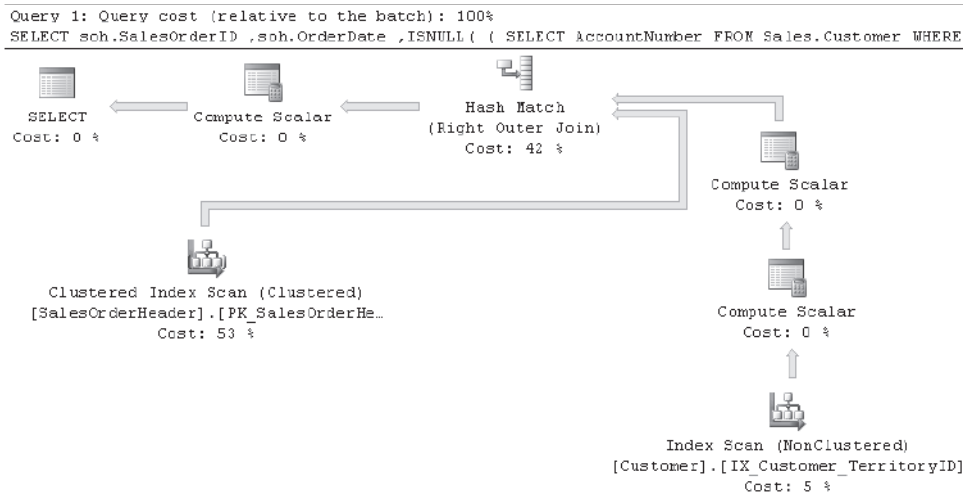 Query 1: Query cost (relative to the batch): 100%
SELECT soh.SalesOrderID ,soh.OrderDate ,ISNULL( ( SELECT AccountNumber FROM Sales.Customer WHERE
SELECT
Cost: 0 %
Compute Scalar
Cost: 0 %
Hash Match
(Right Outer Join)
Cost: 42 %
Compute Scalar
Cost: 0 %
Clustered Index Scan (Clustered)
[SalesOrderHeader].[PK_SalesOrderHe…
Cost: 53 %
Compute Scalar
Cost: 0 %
Index Scan (NonClustered)
[Customer].[IX_Customer_TerritoryID]
Cost: 5 %